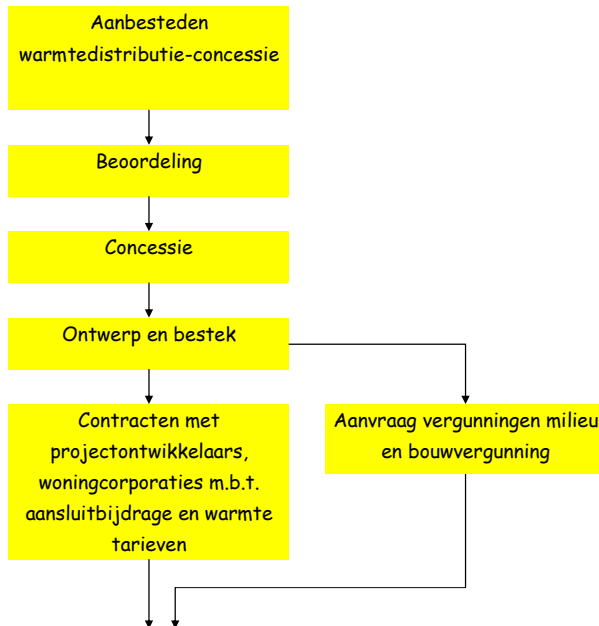 Aanbesteden
warmtedistributie-concessie
Beoordeling
Concessie
Ontwerp en bestek
Contracten met
projectontwikkelaars,
woningcorporaties m.b.t.
aansluitbijdrage en warmte
tarieven
Aanvraag vergunningen milieu
en bouwvergunning